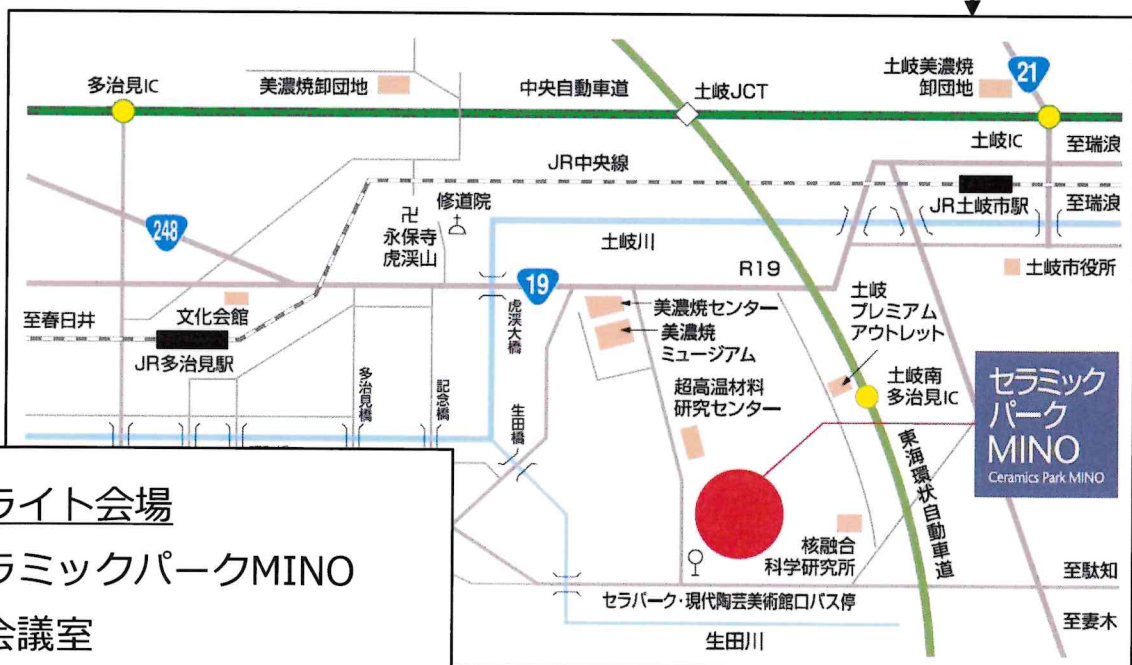 多治見IC
美濃焼卸団地
中央自動車道
土岐JCT
土岐美濃焼
卸団地
21
土岐IC
至瑞浪
JR中央線
JR土岐市駅
至瑞浪
248
卍
永保寺
虎渓山
修道院
土岐川
19
R19
土岐市役所
至春日井
文化会館
JR多治見駅
虎渓大橋
美濃焼センター
美濃焼
ミュージアム
土岐
プレミアム
アウトレット
土岐南
多治見IC
多治見橋
記念橋
生田橋
超高温材料
研究センター
セラミック
パーク
MINO
Ceramics Park MINO
東海環状自動車道
核融合
科学研究所
セラパーク・現代陶芸美術館口バス停
至駄知
至妻木
生田川
ライト会場
ラミックパークMINO
会議室